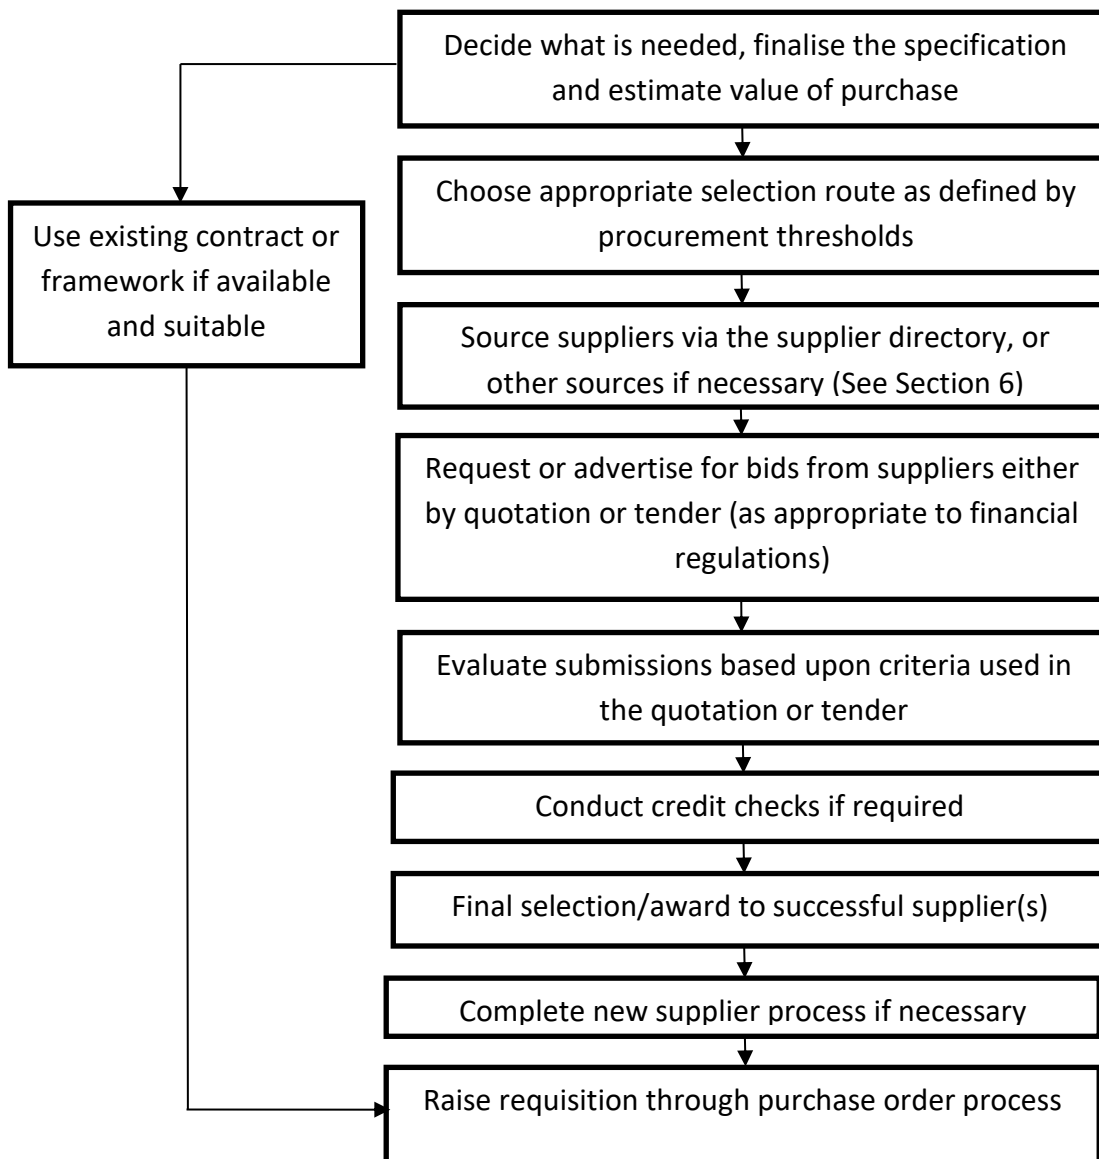 Decide what is needed, finalise the specification
and estimate value of purchase
Choose appropriate selection route as defined by
procurement thresholds
Use existing contract or
framework if available
and suitable
Source suppliers via the supplier directory, or
other sources if necessary (See Section 6)
Request or advertise for bids from suppliers either
by quotation or tender (as appropriate to financial
regulations)
Evaluate submissions based upon criteria used in
the quotation or tender
Conduct credit checks if required
Final selection/award to successful supplier(s)
Complete new supplier process if necessary
Raise requisition through purchase order process